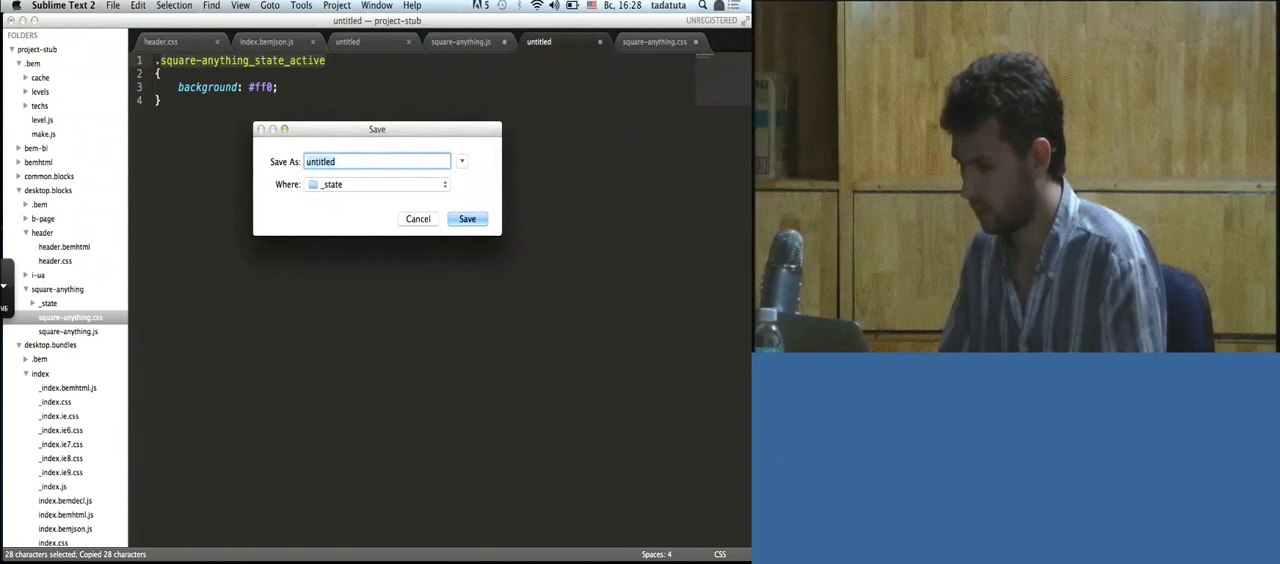 Sublime Text 2 File Edit Selection Find View Goto Tools Project Window Help 5 Вс, 16:28 tadatuta
untitled — project-stub UNREGISTERED
header.css index.bemjson.js untitled square-anything.js untitled square-anything.css
FOLDERS
project-stub
.bem
cache
levels
techs
level.js
make.js
bem-bl
bemhtml
common.blocks
desktop.blocks
.bem
b-page
header
header.bemhtml
header.css
i-ua
square-anything
_state
square-anything.css
square-anything.js
desktop.bundles
.bem
index
_index.bemhtml.js
_index.css
_index.ie.css
_index.ie6.css
_index.ie7.css
_index.ie8.css
_index.ie9.css
_index.js
index.bemdecl.js
index.bemhtml.js
index.bemjson.js
index.css
1 .square-anything_state_active
2 {
3 background: #ff0;
4 }
Save
Save As: untitled
Where: _state
Cancel Save
28 characters selected; Copied 28 characters Spaces: 4 CSS